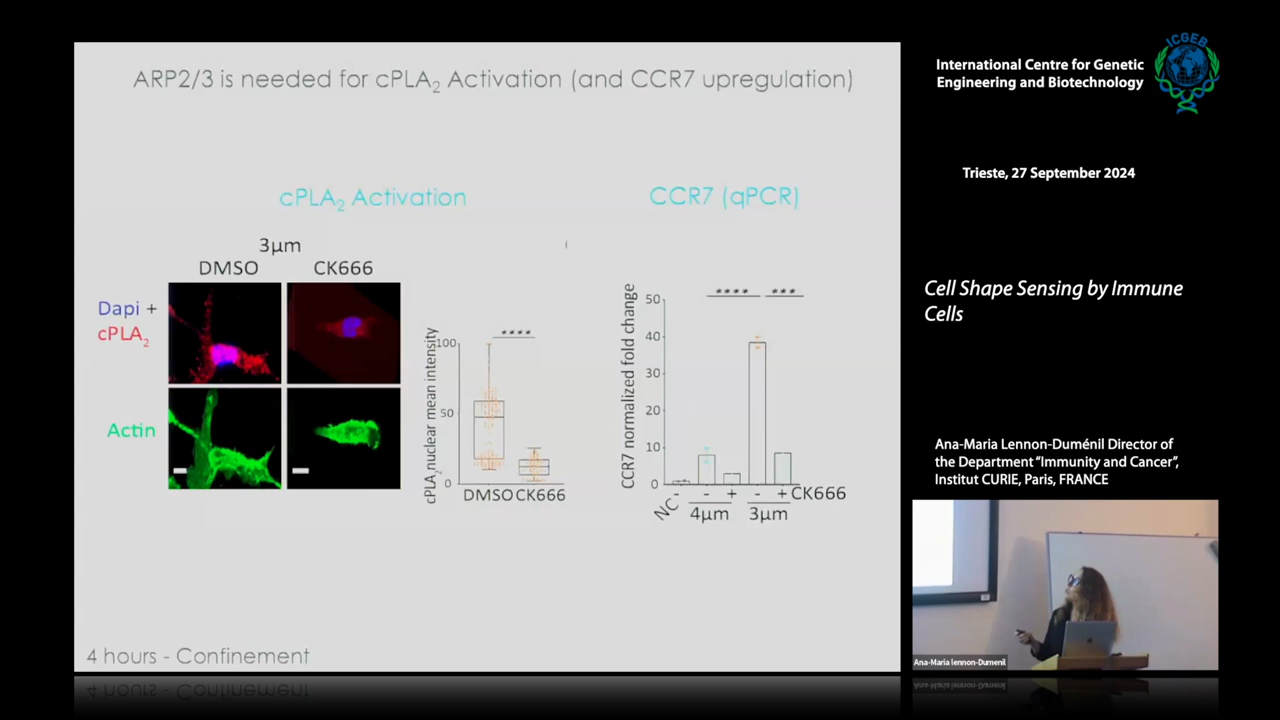 ARP2/3 is needed for cPLA2 Activation (and CCR7 upregulation)
cPLA2 Activation
3µm
DMSO
CK666
Dapi +
cPLA2
Actin
cPLA2 nuclear mean intensity
100
50
0
****
DMSO CK666
CCR7 (qPCR)
CCR7 normalized fold change
50
40
30
20
10
0
**** ***
- - + - + CK666
NC 4µm 3µm
4 hours - Confinement
International Centre for Genetic
Engineering and Biotechnology
ICGEB
Trieste, 27 September 2024
Cell Shape Sensing by Immune
Cells
Ana-Maria Lennon-Duménil Director of
the Department "Immunity and Cancer",
Institut CURIE, Paris, FRANCE
Ana-Maria lennon-Dumenil